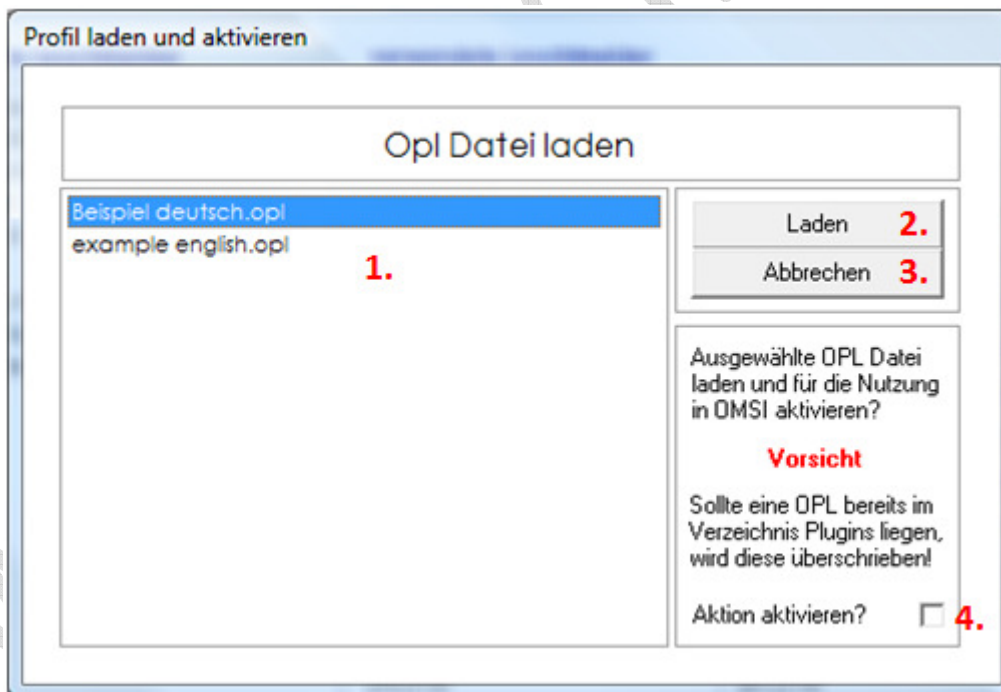 Profil laden und aktivieren
Opl Datei laden
Beispiel deutsch.opl
example english.opl
1.
Laden 2.
Abbrechen 3.
Ausgewählte OPL Datei
laden und für die Nutzung
in OMSI aktivieren?
Vorsicht
Sollte eine OPL bereits im
Verzeichnis Plugins liegen,
wird diese überschrieben!
Aktion aktivieren? 4.